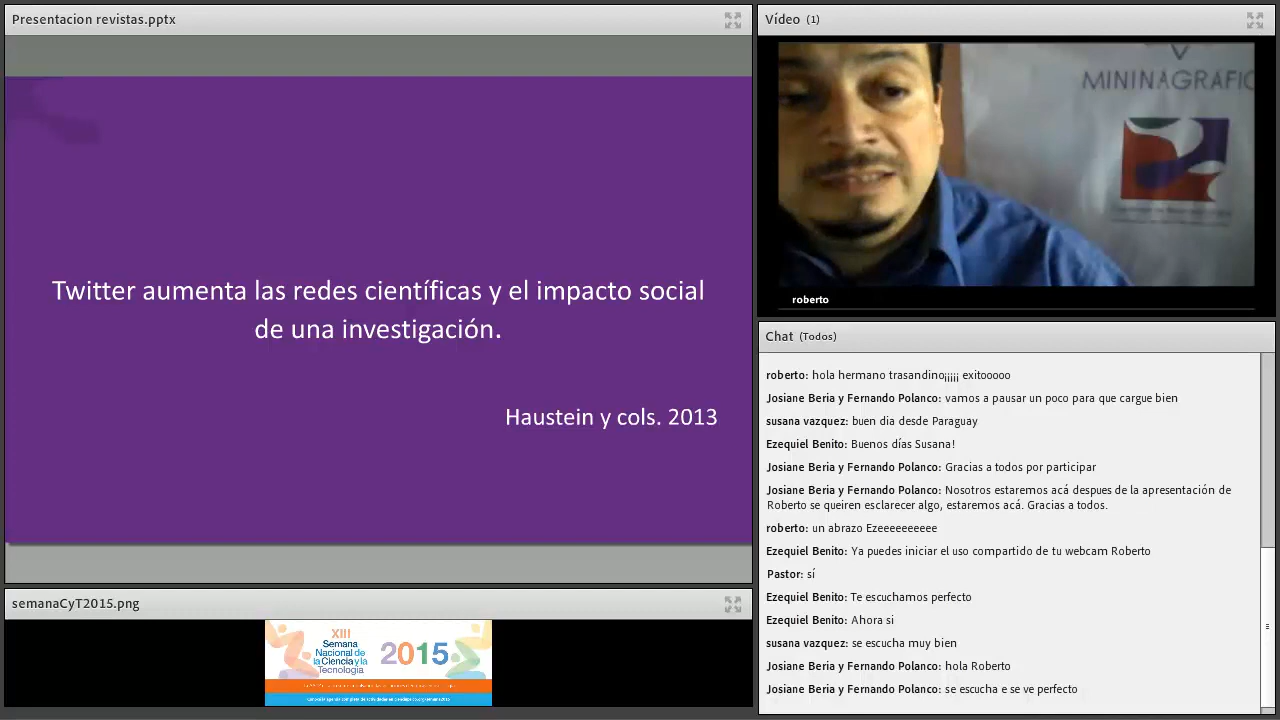 Presentacion revistas.pptx
Twitter aumenta las redes científicas y el impacto social
de una investigación.
Haustein y cols. 2013
semanaCyT2015.png
XIII
Semana
Nacional de
la Ciencia y la
Tecnología
2015
Vídeo (1)
MININAGRAFIC
roberto
Chat (Todos)
roberto: hola hermano trasandino¡¡¡¡¡ exitooooo
Josiane Beria y Fernando Polanco: vamos a pausar un poco para que cargue bien
susana vazquez: buen dia desde Paraguay
Ezequiel Benito: Buenos días Susana!
Josiane Beria y Fernando Polanco: Gracias a todos por participar
Josiane Beria y Fernando Polanco: Nosotros estaremos acá despues de la apresentación de
Roberto se queiren esclarecer algo, estaremos acá. Gracias a todos.
roberto: un abrazo Ezeeeeeeeeee
Ezequiel Benito: Ya puedes iniciar el uso compartido de tu webcam Roberto
Pastor: sí
Ezequiel Benito: Te escuchamos perfecto
Ezequiel Benito: Ahora si
susana vazquez: se escucha muy bien
Josiane Beria y Fernando Polanco: hola Roberto
Josiane Beria y Fernando Polanco: se escucha e se ve perfecto